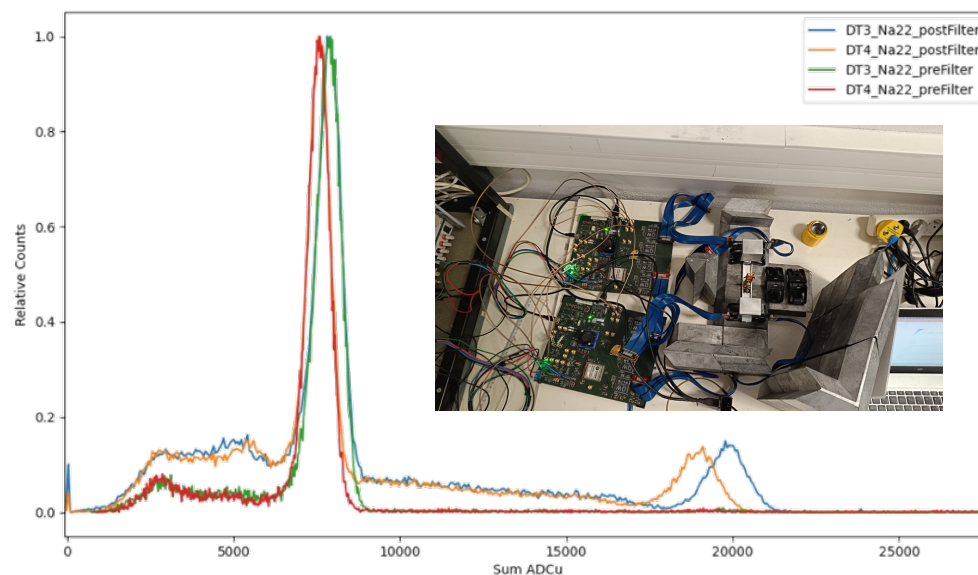 DT3_Na22_postFilter
DT4_Na22_postFilter
DT3_Na22_preFilter
DT4_Na22_preFilter
1.0
0.8
0.6
0.4
0.2
0.0
Relative Counts
0 5000 10000 15000 20000 25000
Sum ADCu